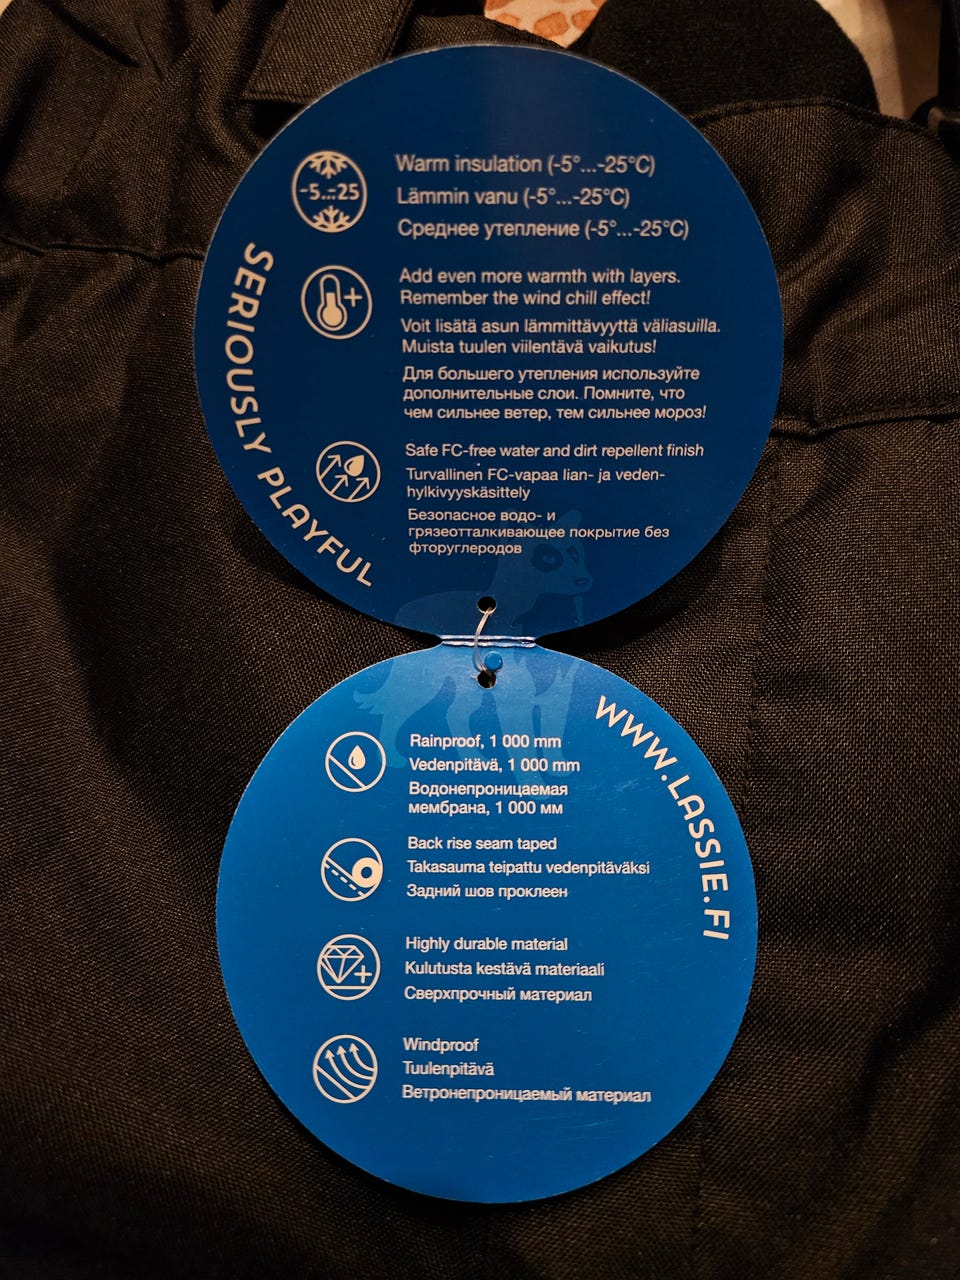 -5...-25
Warm insulation (-5°...-25°C)
Lämmin vanu (-5°...-25°C)
Среднее утепление (-5°...-25°C)
Add even more warmth with layers.
Remember the wind chill effect!
Voit lisätä asun lämmittävyyttä väliasuilla.
Muista tuulen viilentävä vaikutus!
Для большего утепления используйте
дополнительные слои. Помните, что
чем сильнее ветер, тем сильнее мороз!
Safe FC-free water and dirt repellent finish
Turvallinen FC-vapaa lian- ja veden-
hylkivyyskäsittely
Безопасное водо- и
грязеотталкивающее покрытие без
фторуглеродов
SERIOUSLY PLAYFUL
Rainproof, 1 000 mm
Vedenpitävä, 1 000 mm
Водонепроницаемая
мембрана, 1 000 мм
Back rise seam taped
Takasauma teipattu vedenpitäväksi
Задний шов проклеен
Highly durable material
Kulutusta kestävä materiaali
Сверхпрочный материал
Windproof
Tuulenpitävä
Ветронепроницаемый материал
WWW.LASSIE.FI